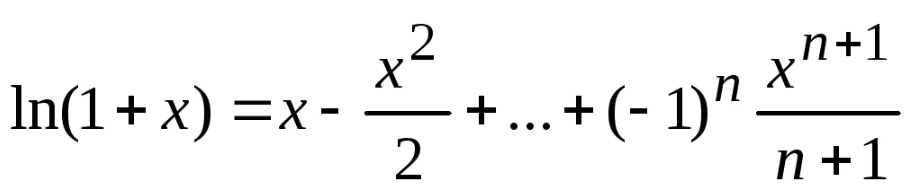 ln(1 + x) = x - x^2/2 + ... + (-1)^n x^(n+1)/(n+1)